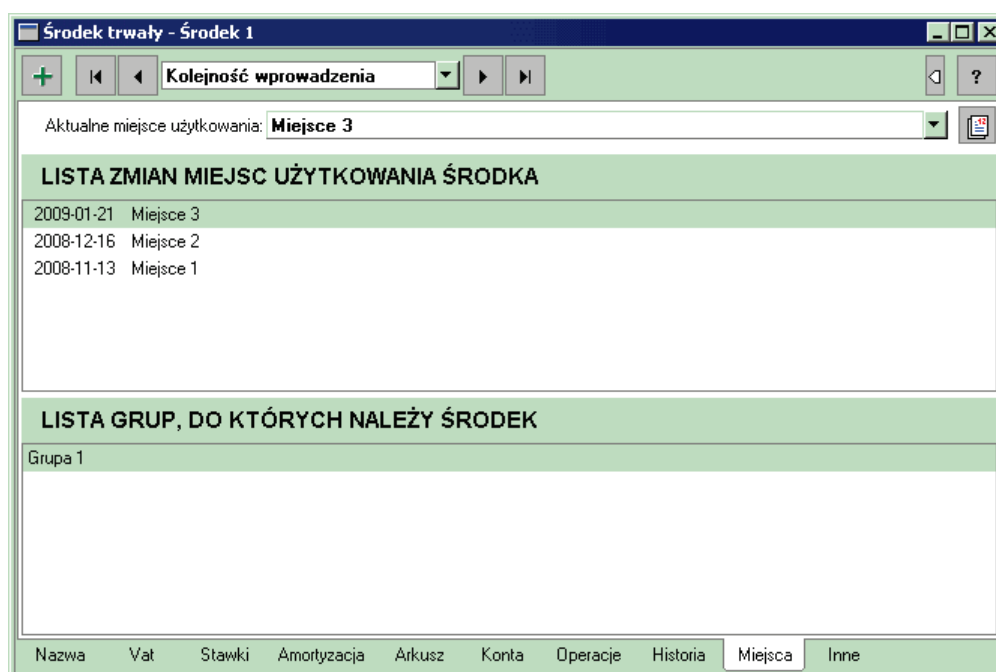 Środek trwały - Środek 1
Kolejność wprowadzenia
?
Aktualne miejsce użytkowania: Miejsce 3
12
LISTA ZMIAN MIEJSC UŻYTKOWANIA ŚRODKA
2009-01-21 Miejsce 3
2008-12-16 Miejsce 2
2008-11-13 Miejsce 1
LISTA GRUP, DO KTÓRYCH NALEŻY ŚRODEK
Grupa 1
Nazwa Vat Stawki Amortyzacja Arkusz Konta Operacje Historia Miejsca Inne